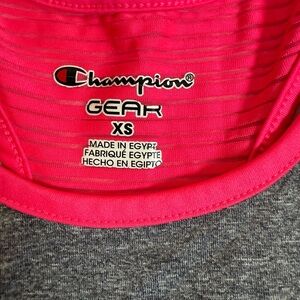 Champion®
GEAR
XS
MADE IN EGYPT
FABRIQUÉ EGYPTE
HECHO EN EGIPTO